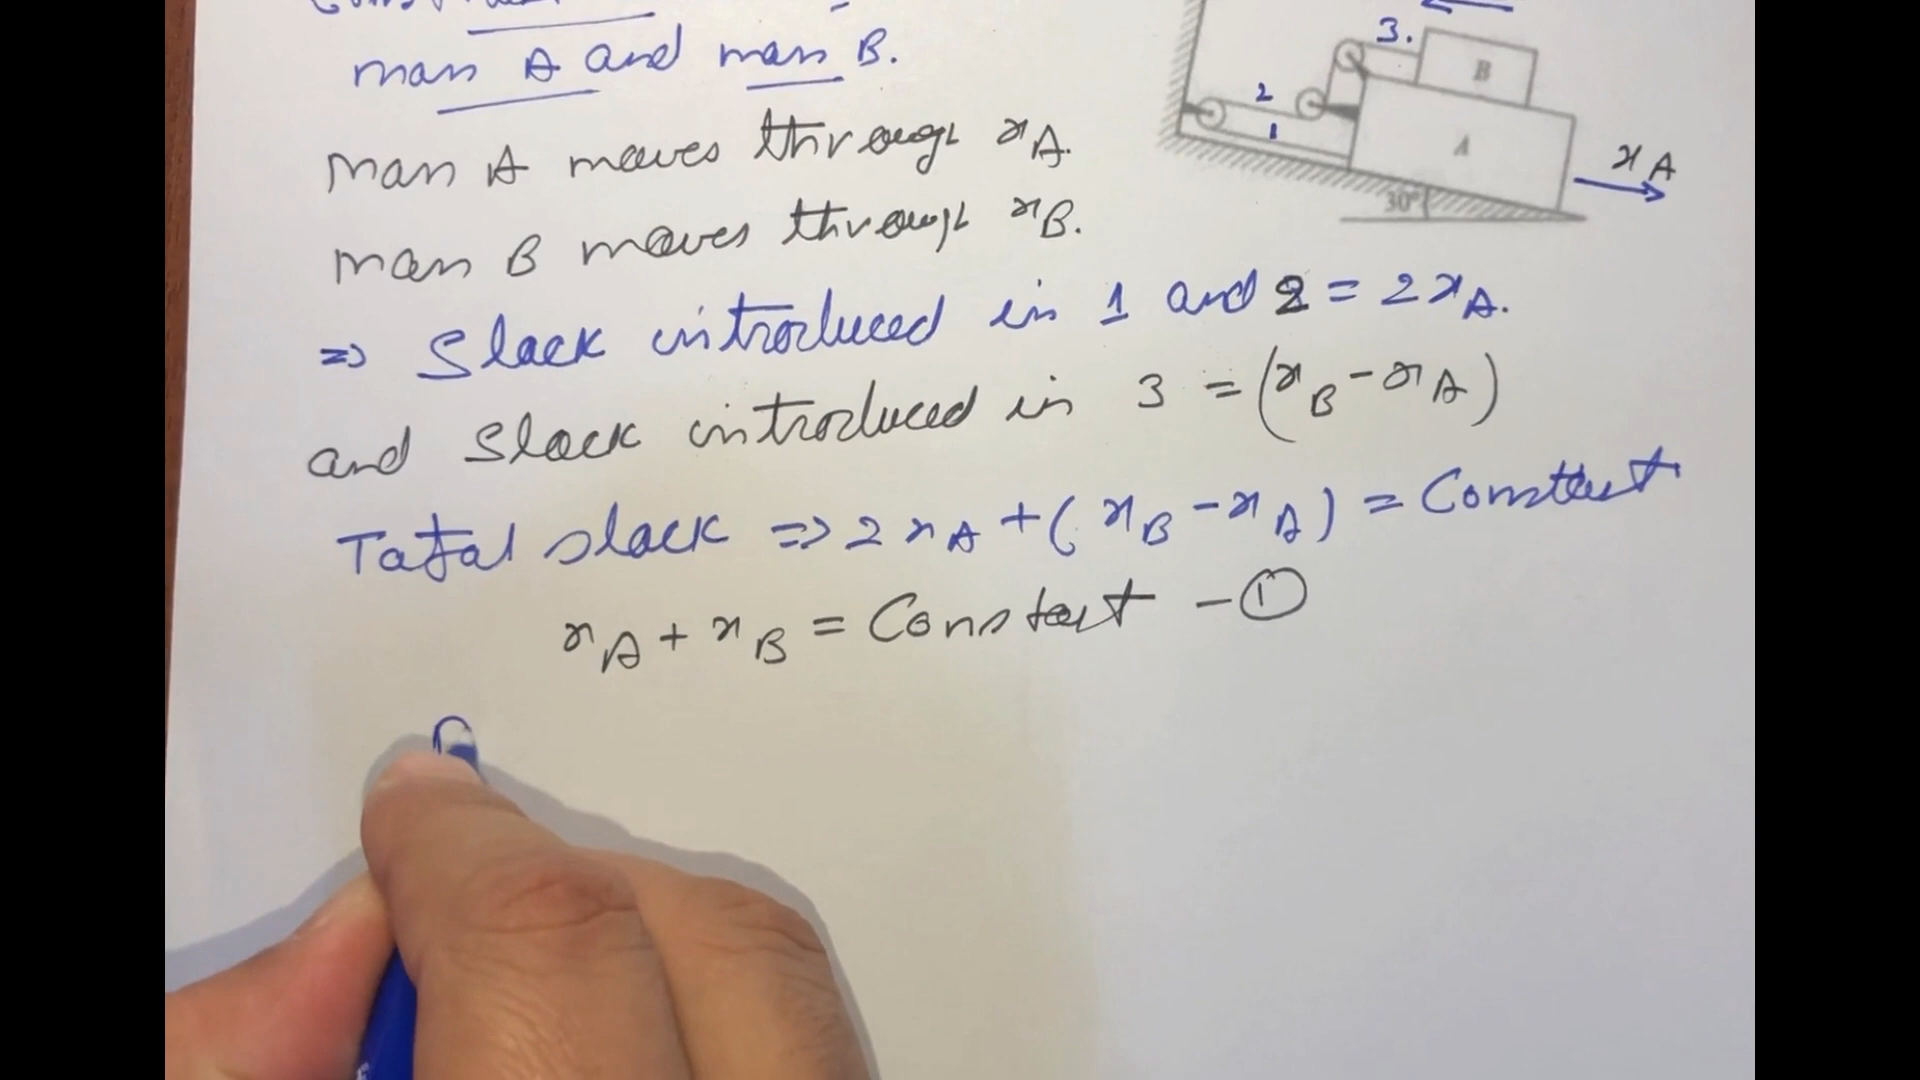 mass A and mass B.
mass A moves through xA.
mass B moves through xB.
⇒ Slack introduced in 1 and 2 = 2xA.
and Slack introduced in 3 = (xB - xA)
Total slack ⇒ 2xA + (xB - xA) = Constant
xA + xB = Constant - ①
3.
B
2
1
A
xA
30°